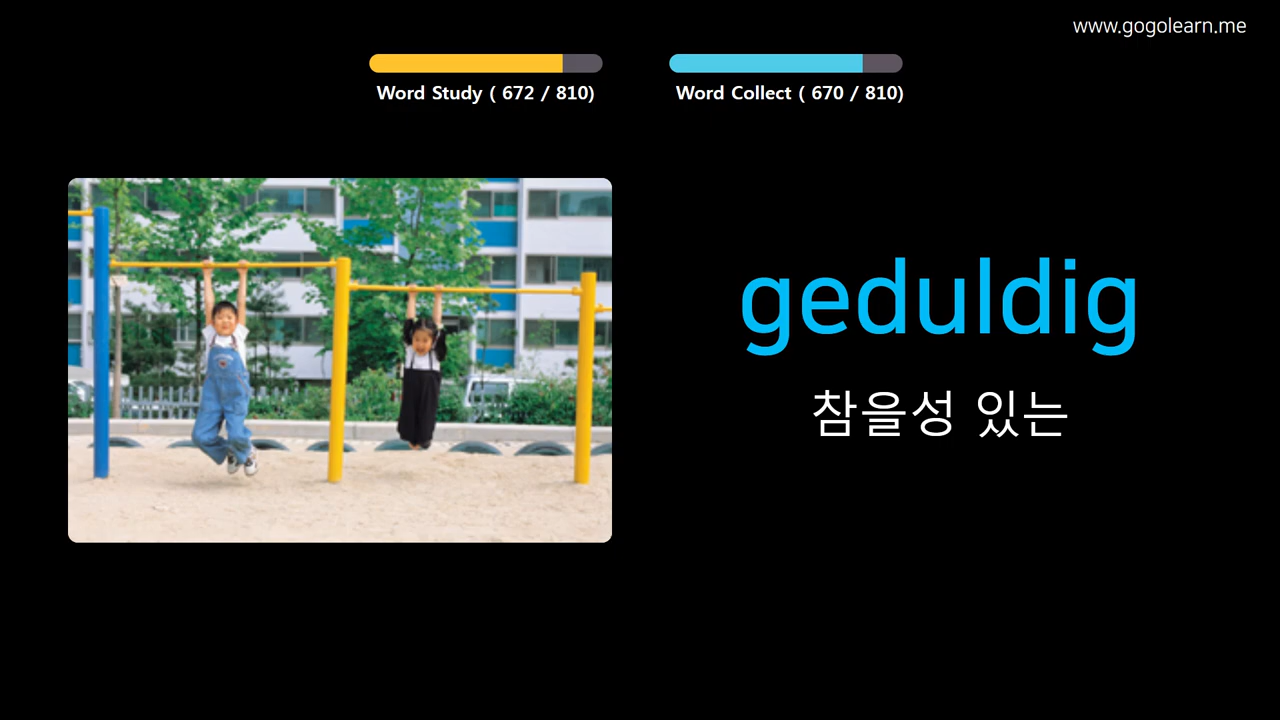 www.gogolearn.me
Word Study ( 672 / 810)
Word Collect ( 670 / 810)
geduldig
참을성 있는